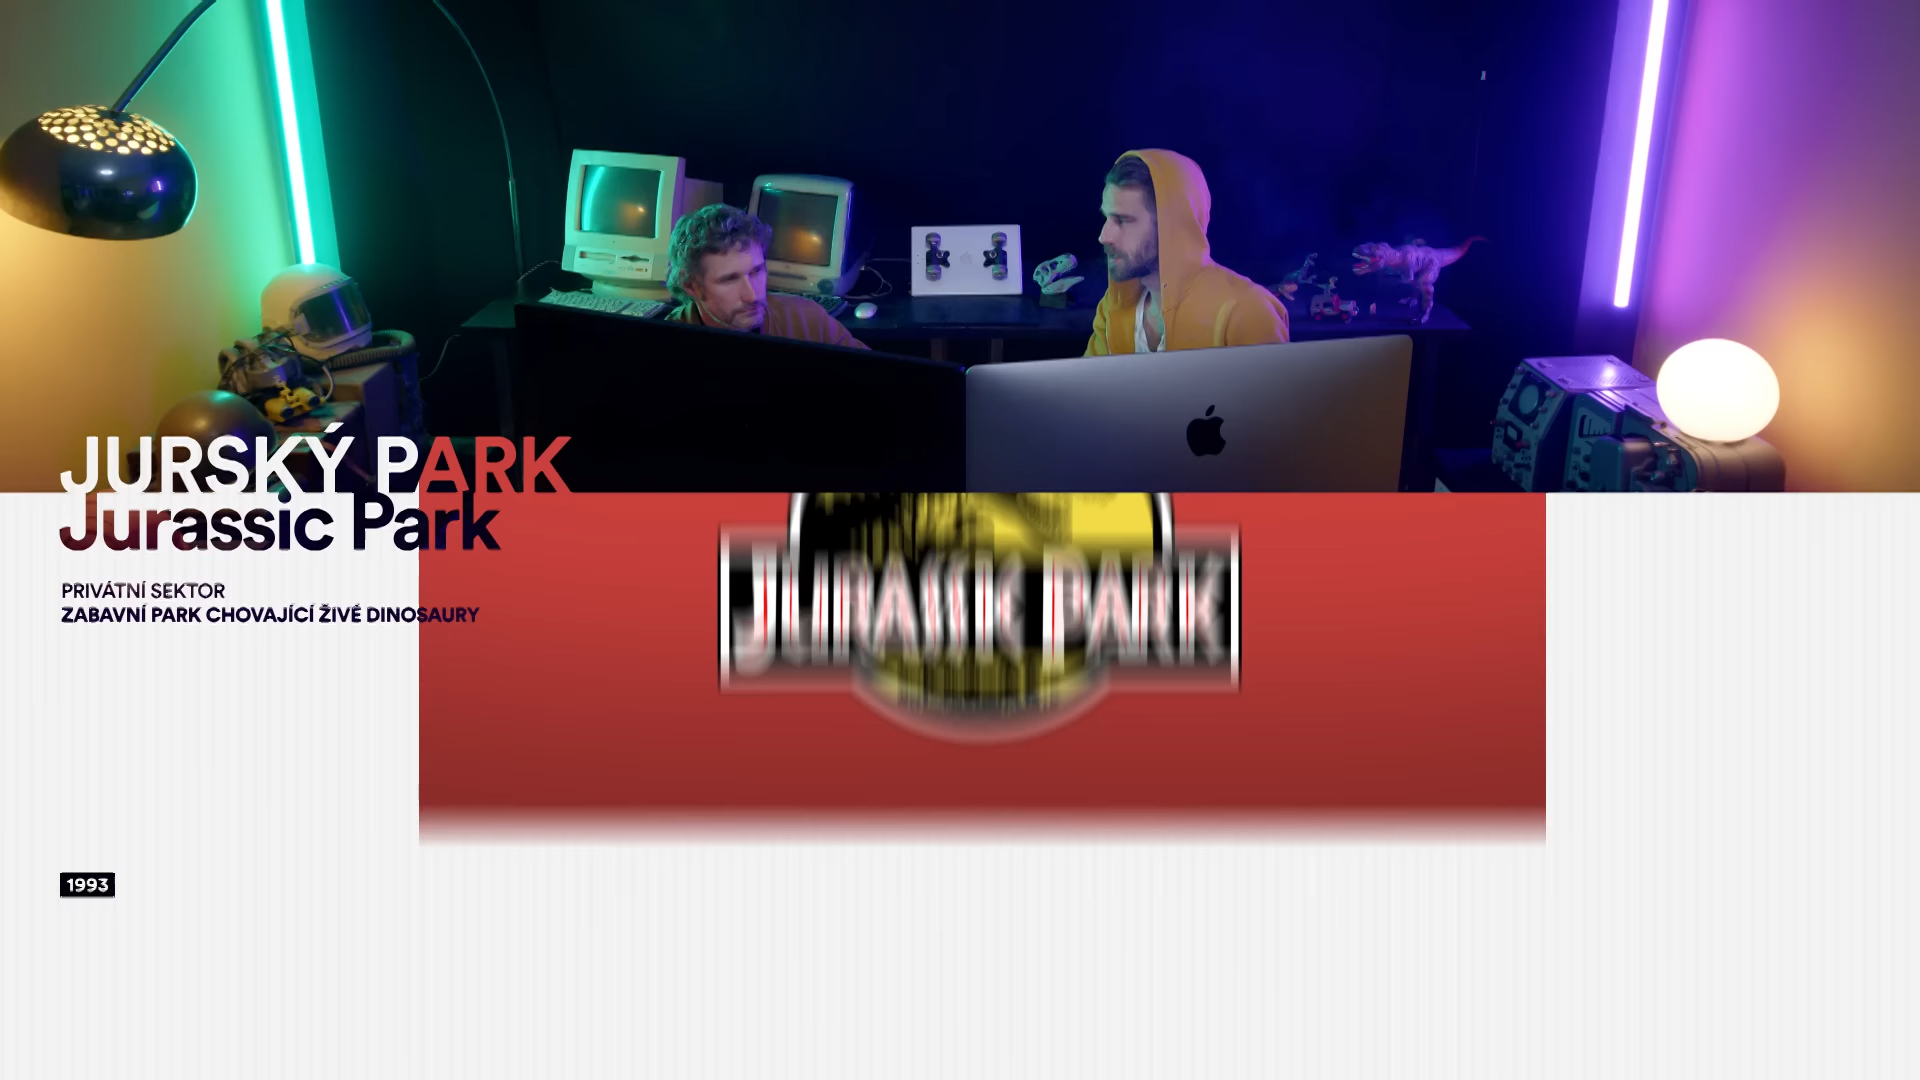 JURSKÝ PARK
Jurassic Park
PRIVÁTNÍ SEKTOR
ZABAVNÍ PARK CHOVAJÍCÍ ŽIVÉ DINOSAURY
JURASSIC PARK
1993